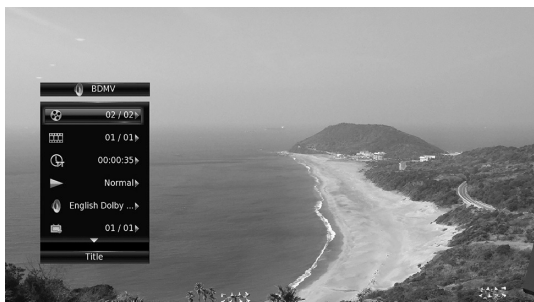 BDMV
02 / 02
01 / 01
00:00:35
Normal
English Dolby ...
01 / 01
Title